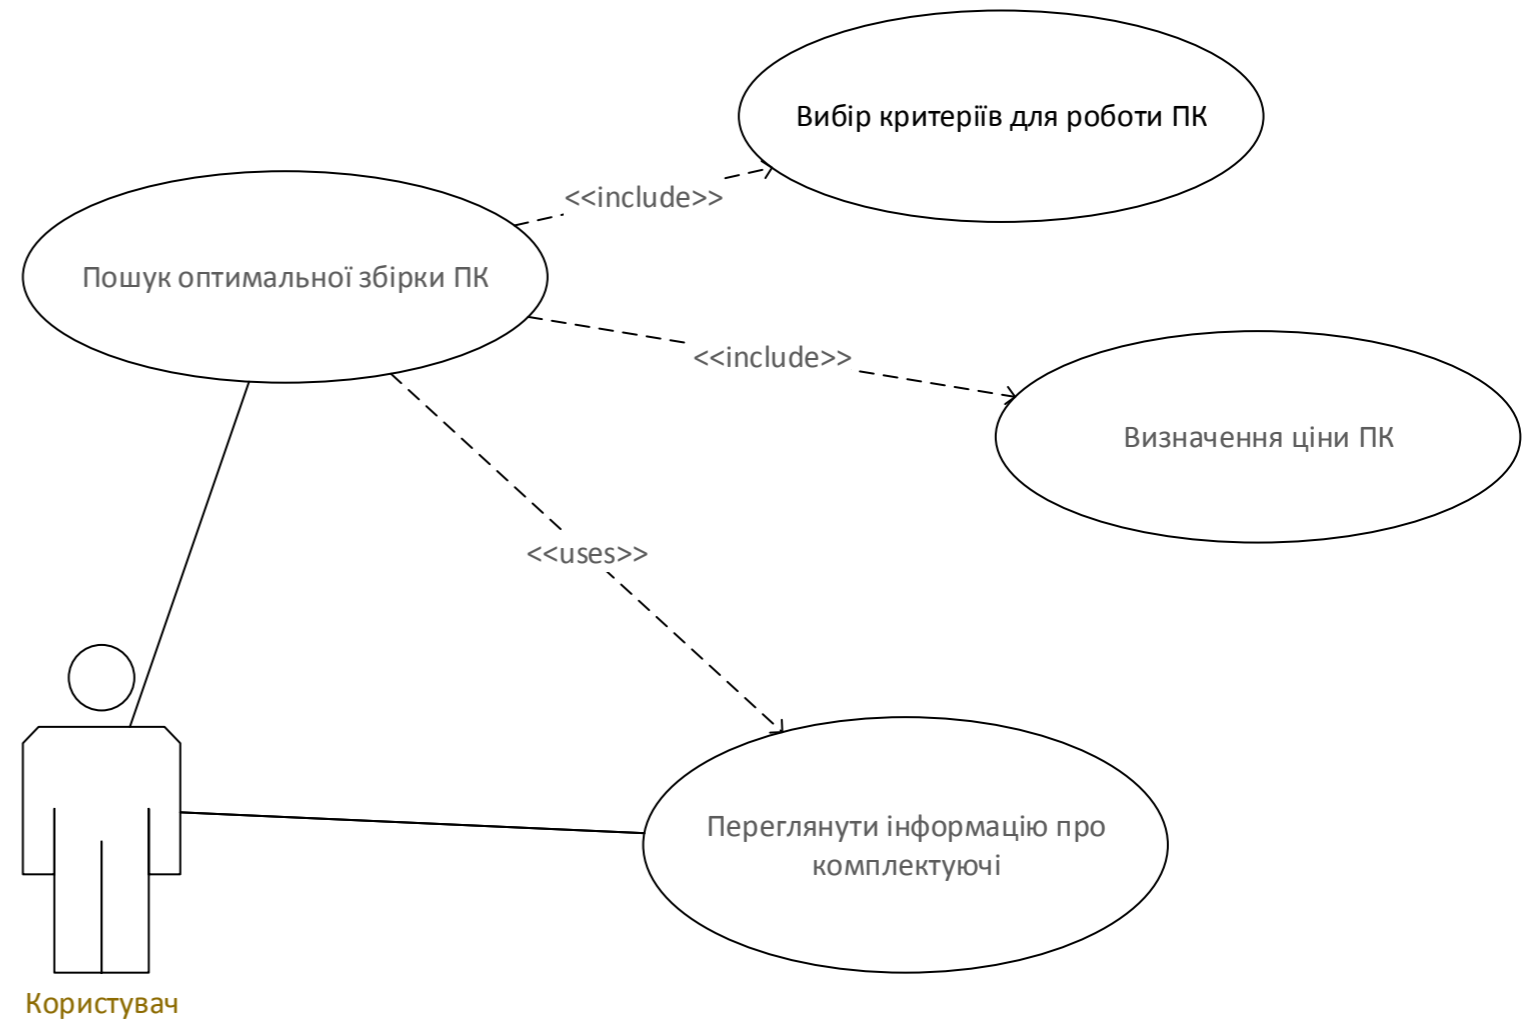 Вибір критеріїв для роботи ПК
<<include>>
Пошук оптимальної збірки ПК
<<include>>
Визначення ціни ПК
<<uses>>
Переглянути інформацію про
комплектуючі
Користувач